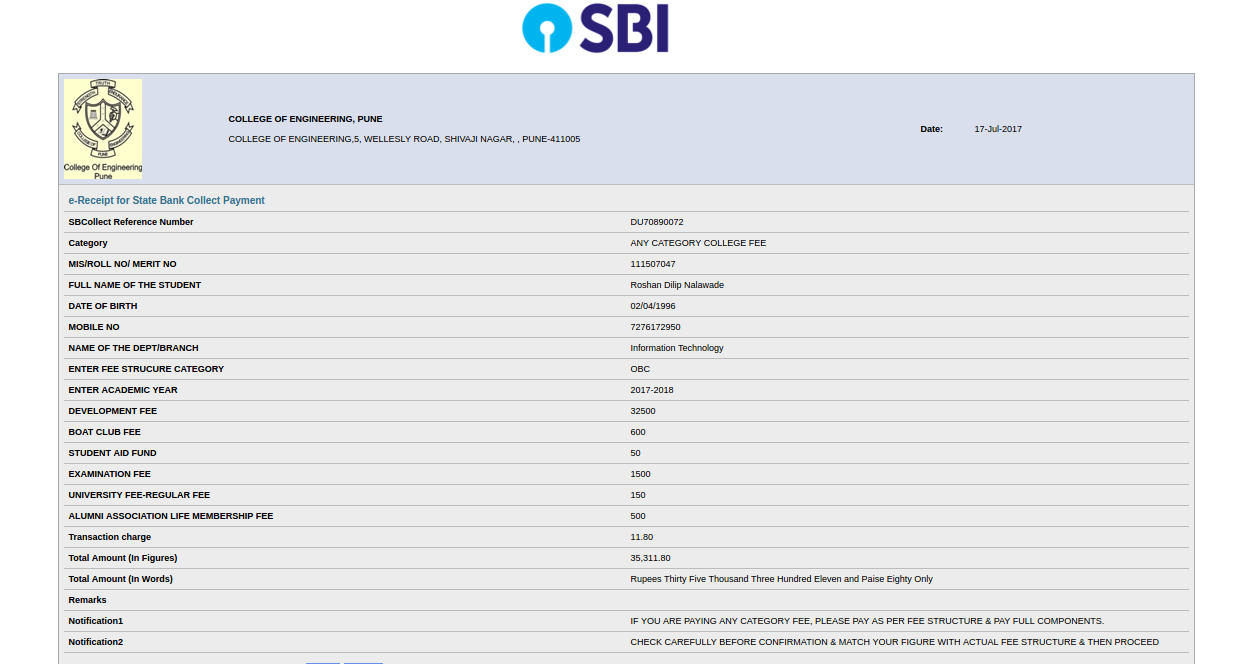 SBI
TRUTH
PUNE
College Of Engineering
Pune
COLLEGE OF ENGINEERING, PUNE
COLLEGE OF ENGINEERING,5, WELLESLY ROAD, SHIVAJI NAGAR, , PUNE-411005
Date: 17-Jul-2017
e-Receipt for State Bank Collect Payment
SBCollect Reference Number DU70890072
Category ANY CATEGORY COLLEGE FEE
MIS/ROLL NO/ MERIT NO 111507047
FULL NAME OF THE STUDENT Roshan Dilip Nalawade
DATE OF BIRTH 02/04/1996
MOBILE NO 7276172950
NAME OF THE DEPT/BRANCH Information Technology
ENTER FEE STRUCURE CATEGORY OBC
ENTER ACADEMIC YEAR 2017-2018
DEVELOPMENT FEE 32500
BOAT CLUB FEE 600
STUDENT AID FUND 50
EXAMINATION FEE 1500
UNIVERSITY FEE-REGULAR FEE 150
ALUMNI ASSOCIATION LIFE MEMBERSHIP FEE 500
Transaction charge 11.80
Total Amount (In Figures) 35,311.80
Total Amount (In Words) Rupees Thirty Five Thousand Three Hundred Eleven and Paise Eighty Only
Remarks
Notification1 IF YOU ARE PAYING ANY CATEGORY FEE, PLEASE PAY AS PER FEE STRUCTURE & PAY FULL COMPONENTS.
Notification2 CHECK CAREFULLY BEFORE CONFIRMATION & MATCH YOUR FIGURE WITH ACTUAL FEE STRUCTURE & THEN PROCEED